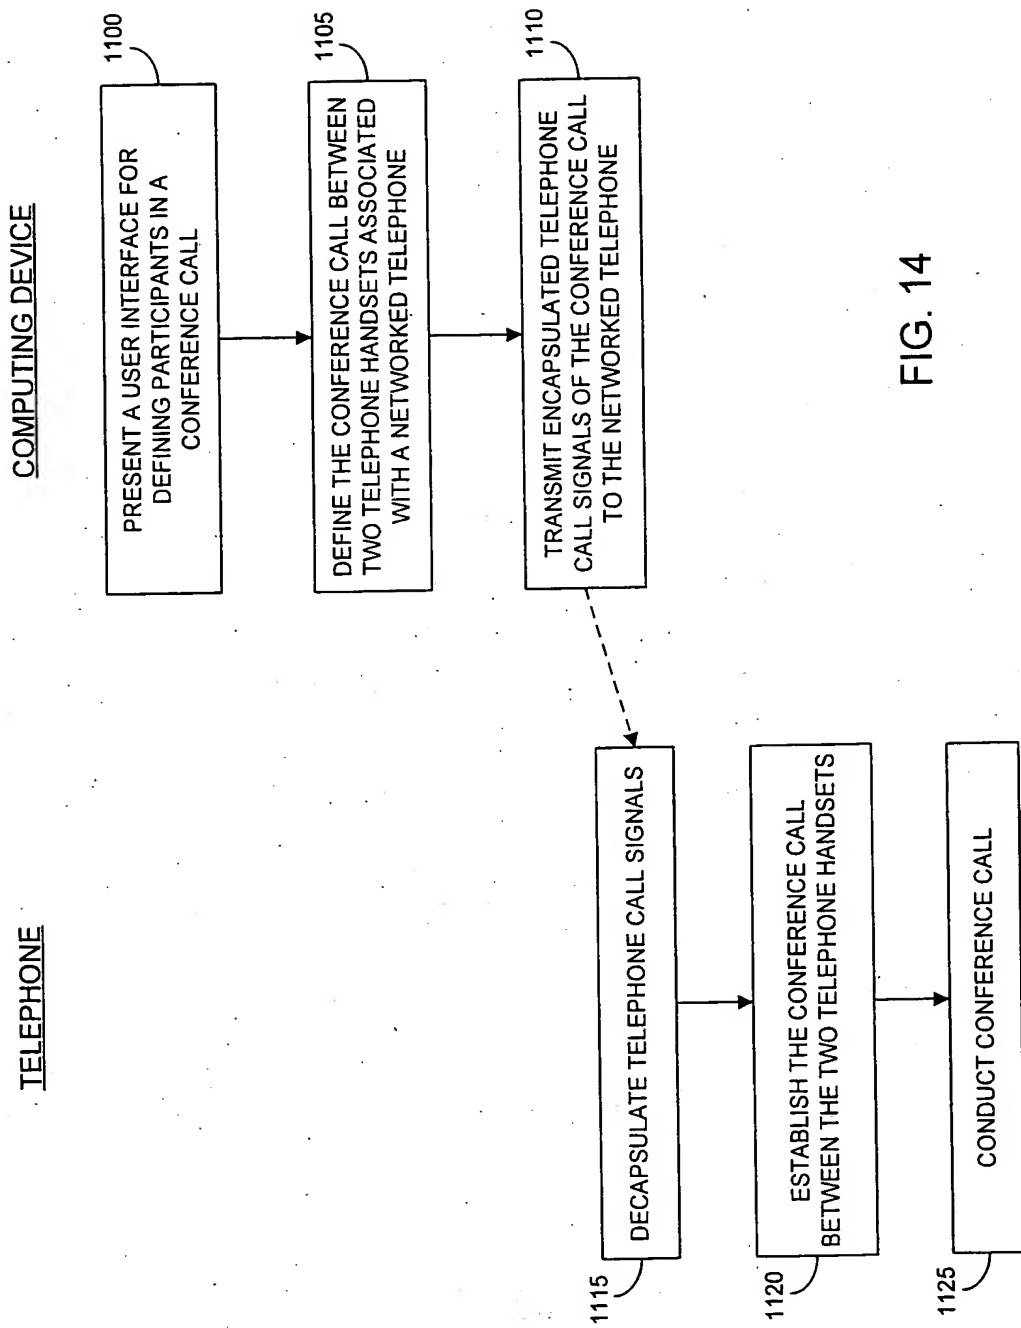 TELEPHONE
COMPUTING DEVICE
1100
PRESENT A USER INTERFACE FOR
DEFINING PARTICIPANTS IN A
CONFERENCE CALL
1105
DEFINE THE CONFERENCE CALL BETWEEN
TWO TELEPHONE HANDSETS ASSOCIATED
WITH A NETWORKED TELEPHONE
1110
TRANSMIT ENCAPSULATED TELEPHONE
CALL SIGNALS OF THE CONFERENCE CALL
TO THE NETWORKED TELEPHONE
1115
DECAPSULATE TELEPHONE CALL SIGNALS
1120
ESTABLISH THE CONFERENCE CALL
BETWEEN THE TWO TELEPHONE HANDSETS
1125
CONDUCT CONFERENCE CALL
FIG. 14